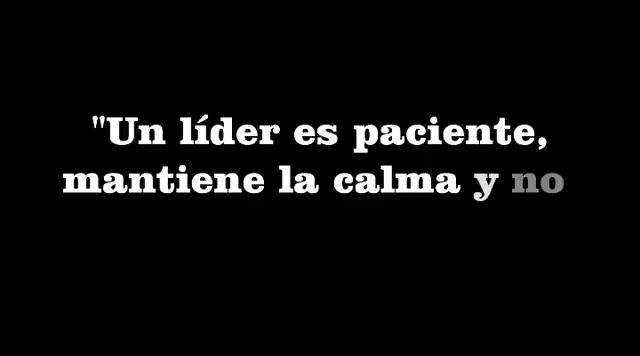 "Un líder es paciente,
mantiene la calma y no